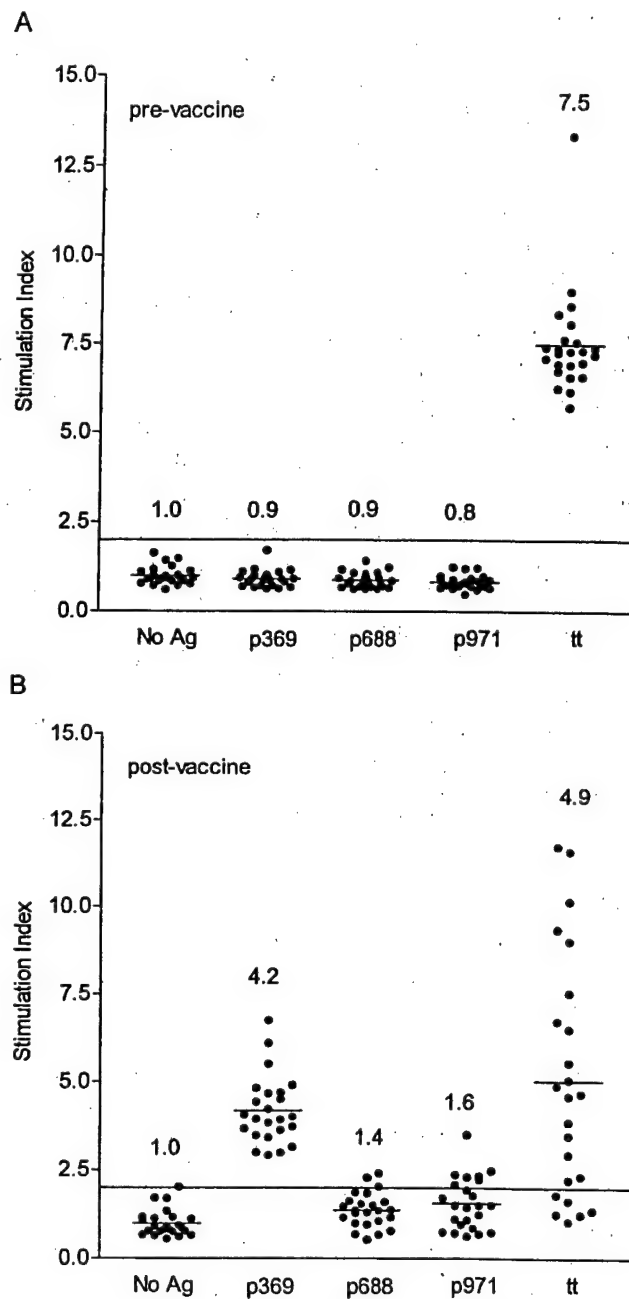 A
15.0
pre-vaccine
7.5
12.5
10.0
7.5
5.0
2.5
0.0
Stimulation Index
1.0 0.9 0.9 0.8
No Ag p369 p688 p971 tt
B
15.0
post-vaccine
4.9
12.5
10.0
7.5
5.0
2.5
0.0
Stimulation Index
4.2
1.0 1.4 1.6
No Ag p369 p688 p971 tt